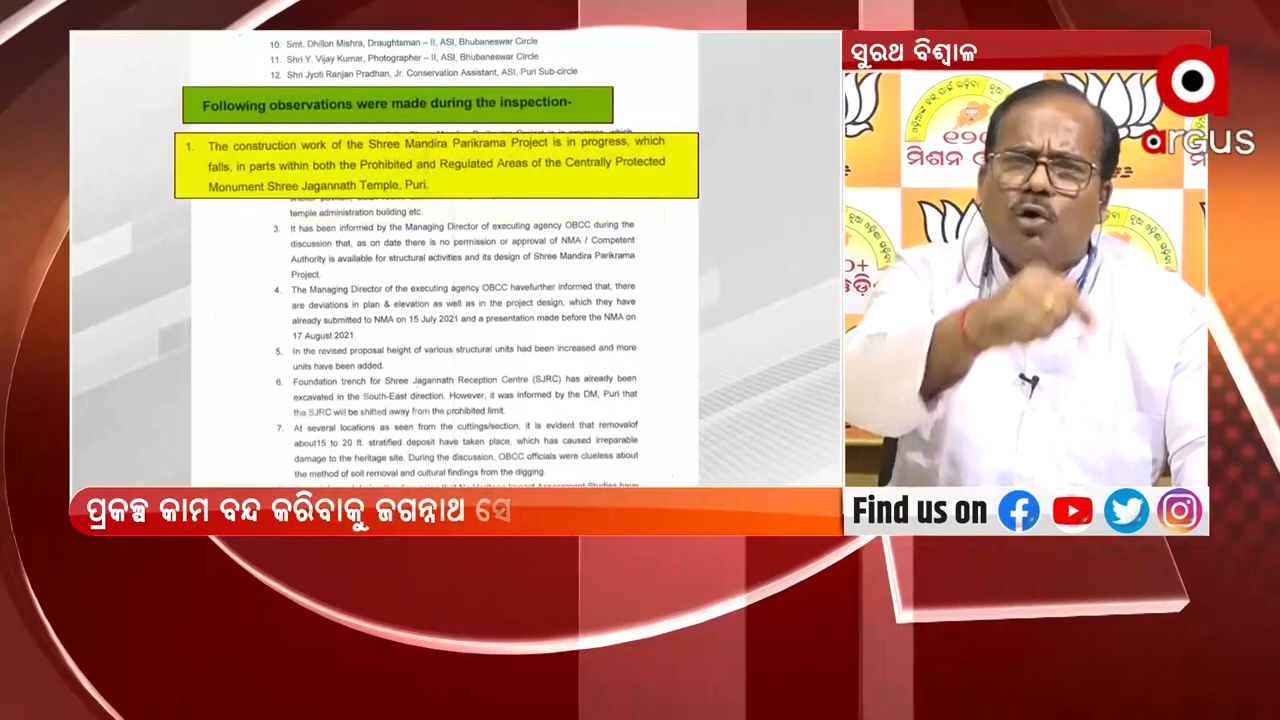 10. Smt. Dhillon Mishra, Draughtsman – II, ASI, Bhubaneswar Circle
11. Shri Y. Vijay Kumar, Photographer – II, ASI, Bhubaneswar Circle
12. Shri Jyoti Ranjan Pradhan, Jr. Conservation Assistant, ASI, Puri Sub-circle
Following observations were made during the inspection-
1. The construction work of the Shree Mandira Parikrama Project is in progress, which
falls, in parts within both the Prohibited and Regulated Areas of the Centrally Protected
Monument Shree Jagannath Temple, Puri.
temple administration building etc.
3. It has been informed by the Managing Director of executing agency OBCC during the
discussion that, as on date there is no permission or approval of NMA / Competent
Authority is available for structural activities and its design of Shree Mandira Parikrama
Project.
4. The Managing Director of the executing agency OBCC havefurther informed that, there
are deviations in plan & elevation as well as in the project design, which they have
already submitted to NMA on 15 July 2021 and a presentation made before the NMA on
17 August 2021.
5. In the revised proposal height of various structural units had been increased and more
units have been added.
6. Foundation trench for Shree Jagannath Reception Centre (SJRC) has already been
excavated in the South-East direction. However, it was informed by the DM, Puri that
the SJRC will be shifted away from the prohibited limit.
7. At several locations as seen from the cuttings/section, it is evident that removalof
about15 to 20 ft. stratified deposit have taken place, which has caused irreparable
damage to the heritage site. During the discussion, OBCC officials were clueless about
the method of soil removal and cultural findings from the digging.
ସୁରଥ ବିଶ୍ୱାଳ
argus
୧୨୦
ମିଶନ
ପ୍ରକଳ୍ପ କାମ ବନ୍ଦ କରିବାକୁ ଜଗନ୍ନାଥ ସେ
Find us on